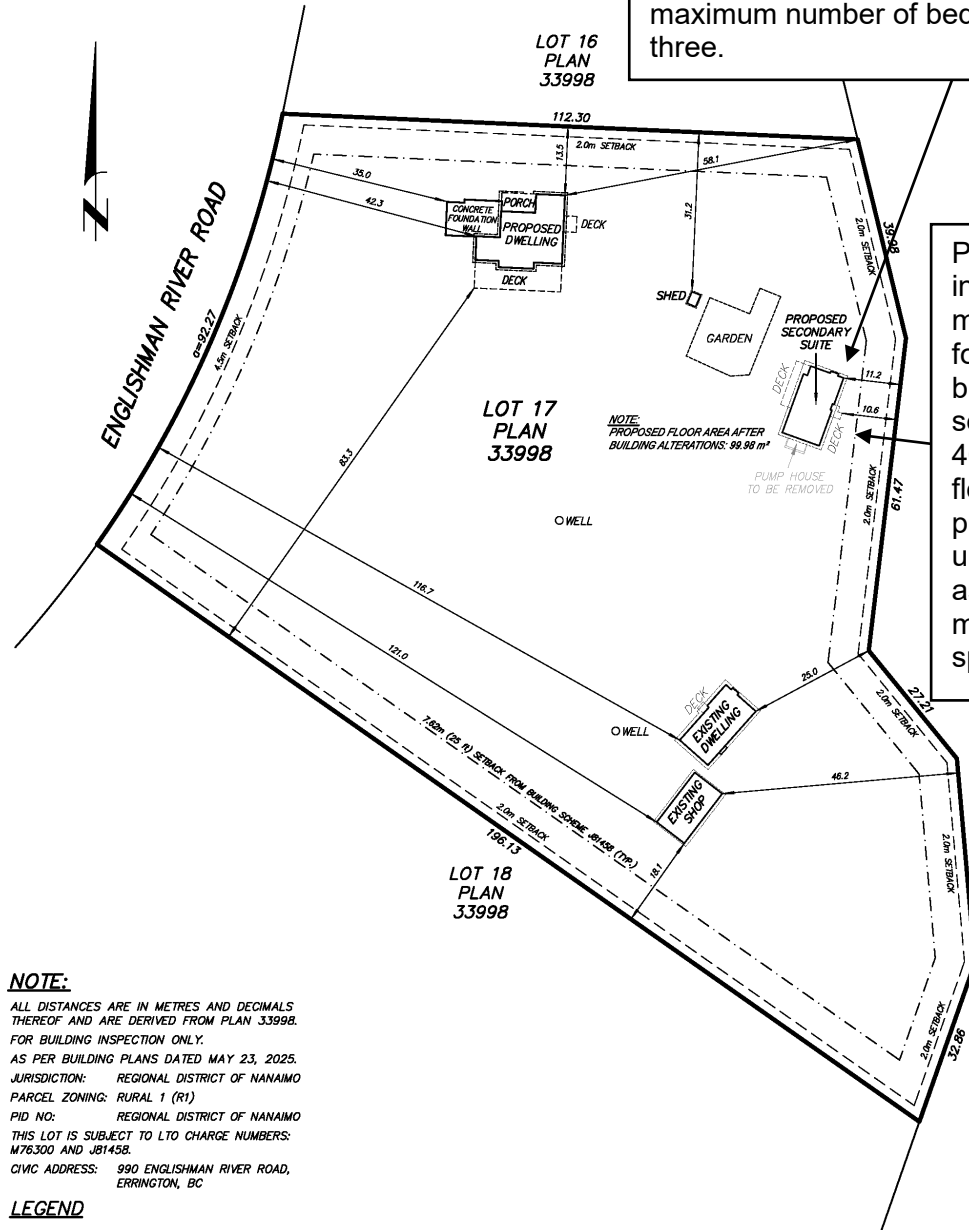 maximum number of bed
three.
LOT 16
PLAN
33998
112.30
2.0m SETBACK
13.5
58.1
35.0
42.3
31.2
CONCRETE
FOUNDATION
WALL
PORCH
PROPOSED
DWELLING
DECK
DECK
ENGLISHMAN RIVER ROAD
a=92.27
4.5m SETBACK
2.0m SETBACK
39.98
SHED
GARDEN
PROPOSED
SECONDARY
SUITE
DECK
DECK
11.2
10.6
PUMP HOUSE
TO BE REMOVED
LOT 17
PLAN
33998
NOTE:
PROPOSED FLOOR AREA AFTER
BUILDING ALTERATIONS: 99.98 m²
83.3
2.0m SETBACK
61.47
WELL
116.7
121.0
25.0
DECK
EXISTING
DWELLING
WELL
2.0m SETBACK
27.21
EXISTING
SHOP
46.2
7.62m (25 ft) SETBACK FROM BUILDING SCHEME J81458 (TYP.)
2.0m SETBACK
196.13
18.1
2.0m SETBACK
LOT 18
PLAN
33998
2.0m SETBACK
32.86
NOTE:
ALL DISTANCES ARE IN METRES AND DECIMALS
THEREOF AND ARE DERIVED FROM PLAN 33998.
FOR BUILDING INSPECTION ONLY.
AS PER BUILDING PLANS DATED MAY 23, 2025.
JURISDICTION: REGIONAL DISTRICT OF NANAIMO
PARCEL ZONING: RURAL 1 (R1)
PID NO: REGIONAL DISTRICT OF NANAIMO
THIS LOT IS SUBJECT TO LTO CHARGE NUMBERS:
M76300 AND J81458.
CIVIC ADDRESS: 990 ENGLISHMAN RIVER ROAD,
ERRINGTON, BC
LEGEND